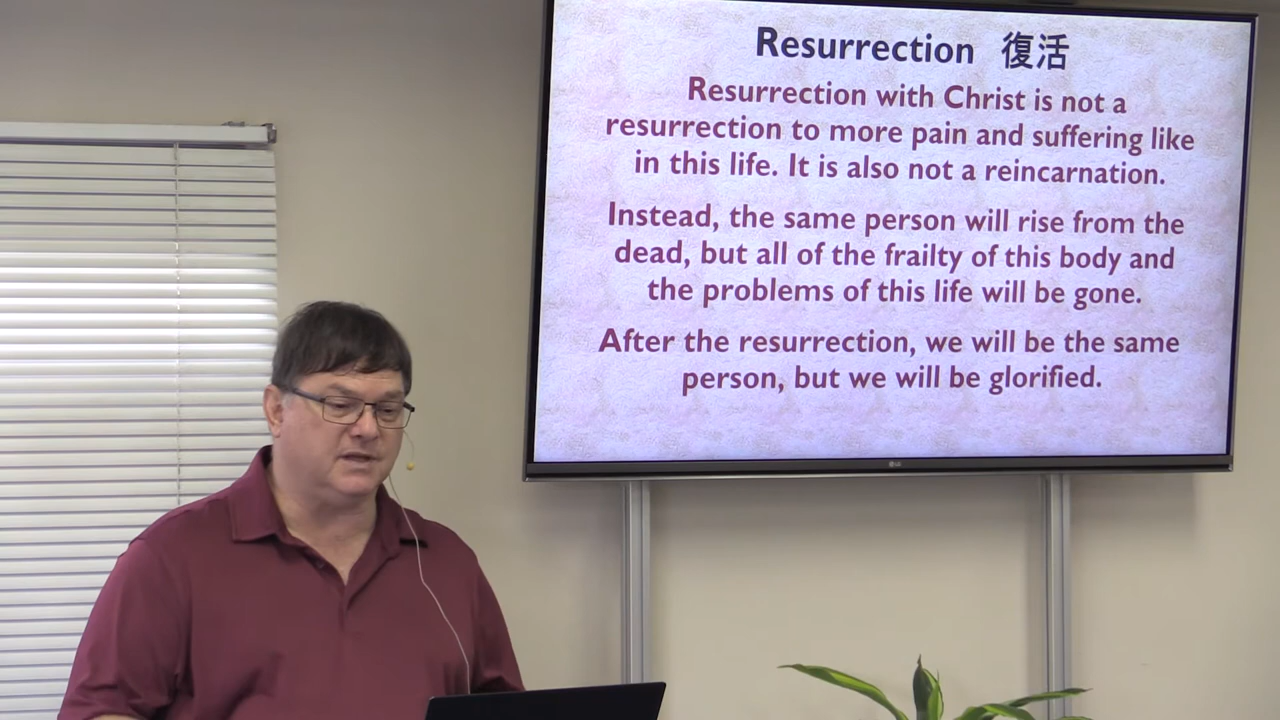 Resurrection 復活
Resurrection with Christ is not a
resurrection to more pain and suffering like
in this life. It is also not a reincarnation.
Instead, the same person will rise from the
dead, but all of the frailty of this body and
the problems of this life will be gone.
After the resurrection, we will be the same
person, but we will be glorified.
LG